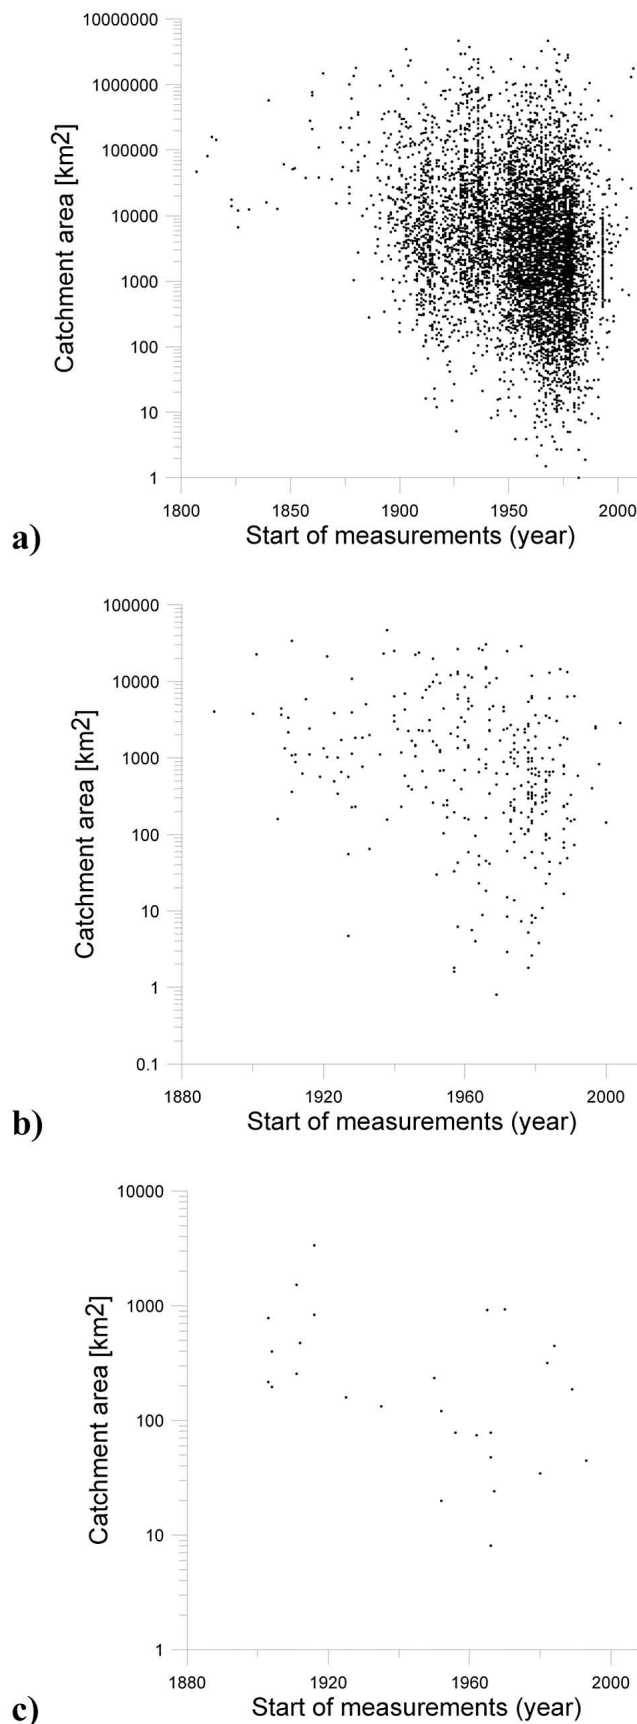 10000000
1000000
100000
10000
1000
100
10
1
Catchment area [km2]
1800 1850 1900 1950 2000
Start of measurements (year)
a)
100000
10000
1000
100
10
1
0.1
Catchment area [km2]
1880 1920 1960 2000
Start of measurements (year)
b)
10000
1000
100
10
1
Catchment area [km2]
1880 1920 1960 2000
Start of measurements (year)
c)